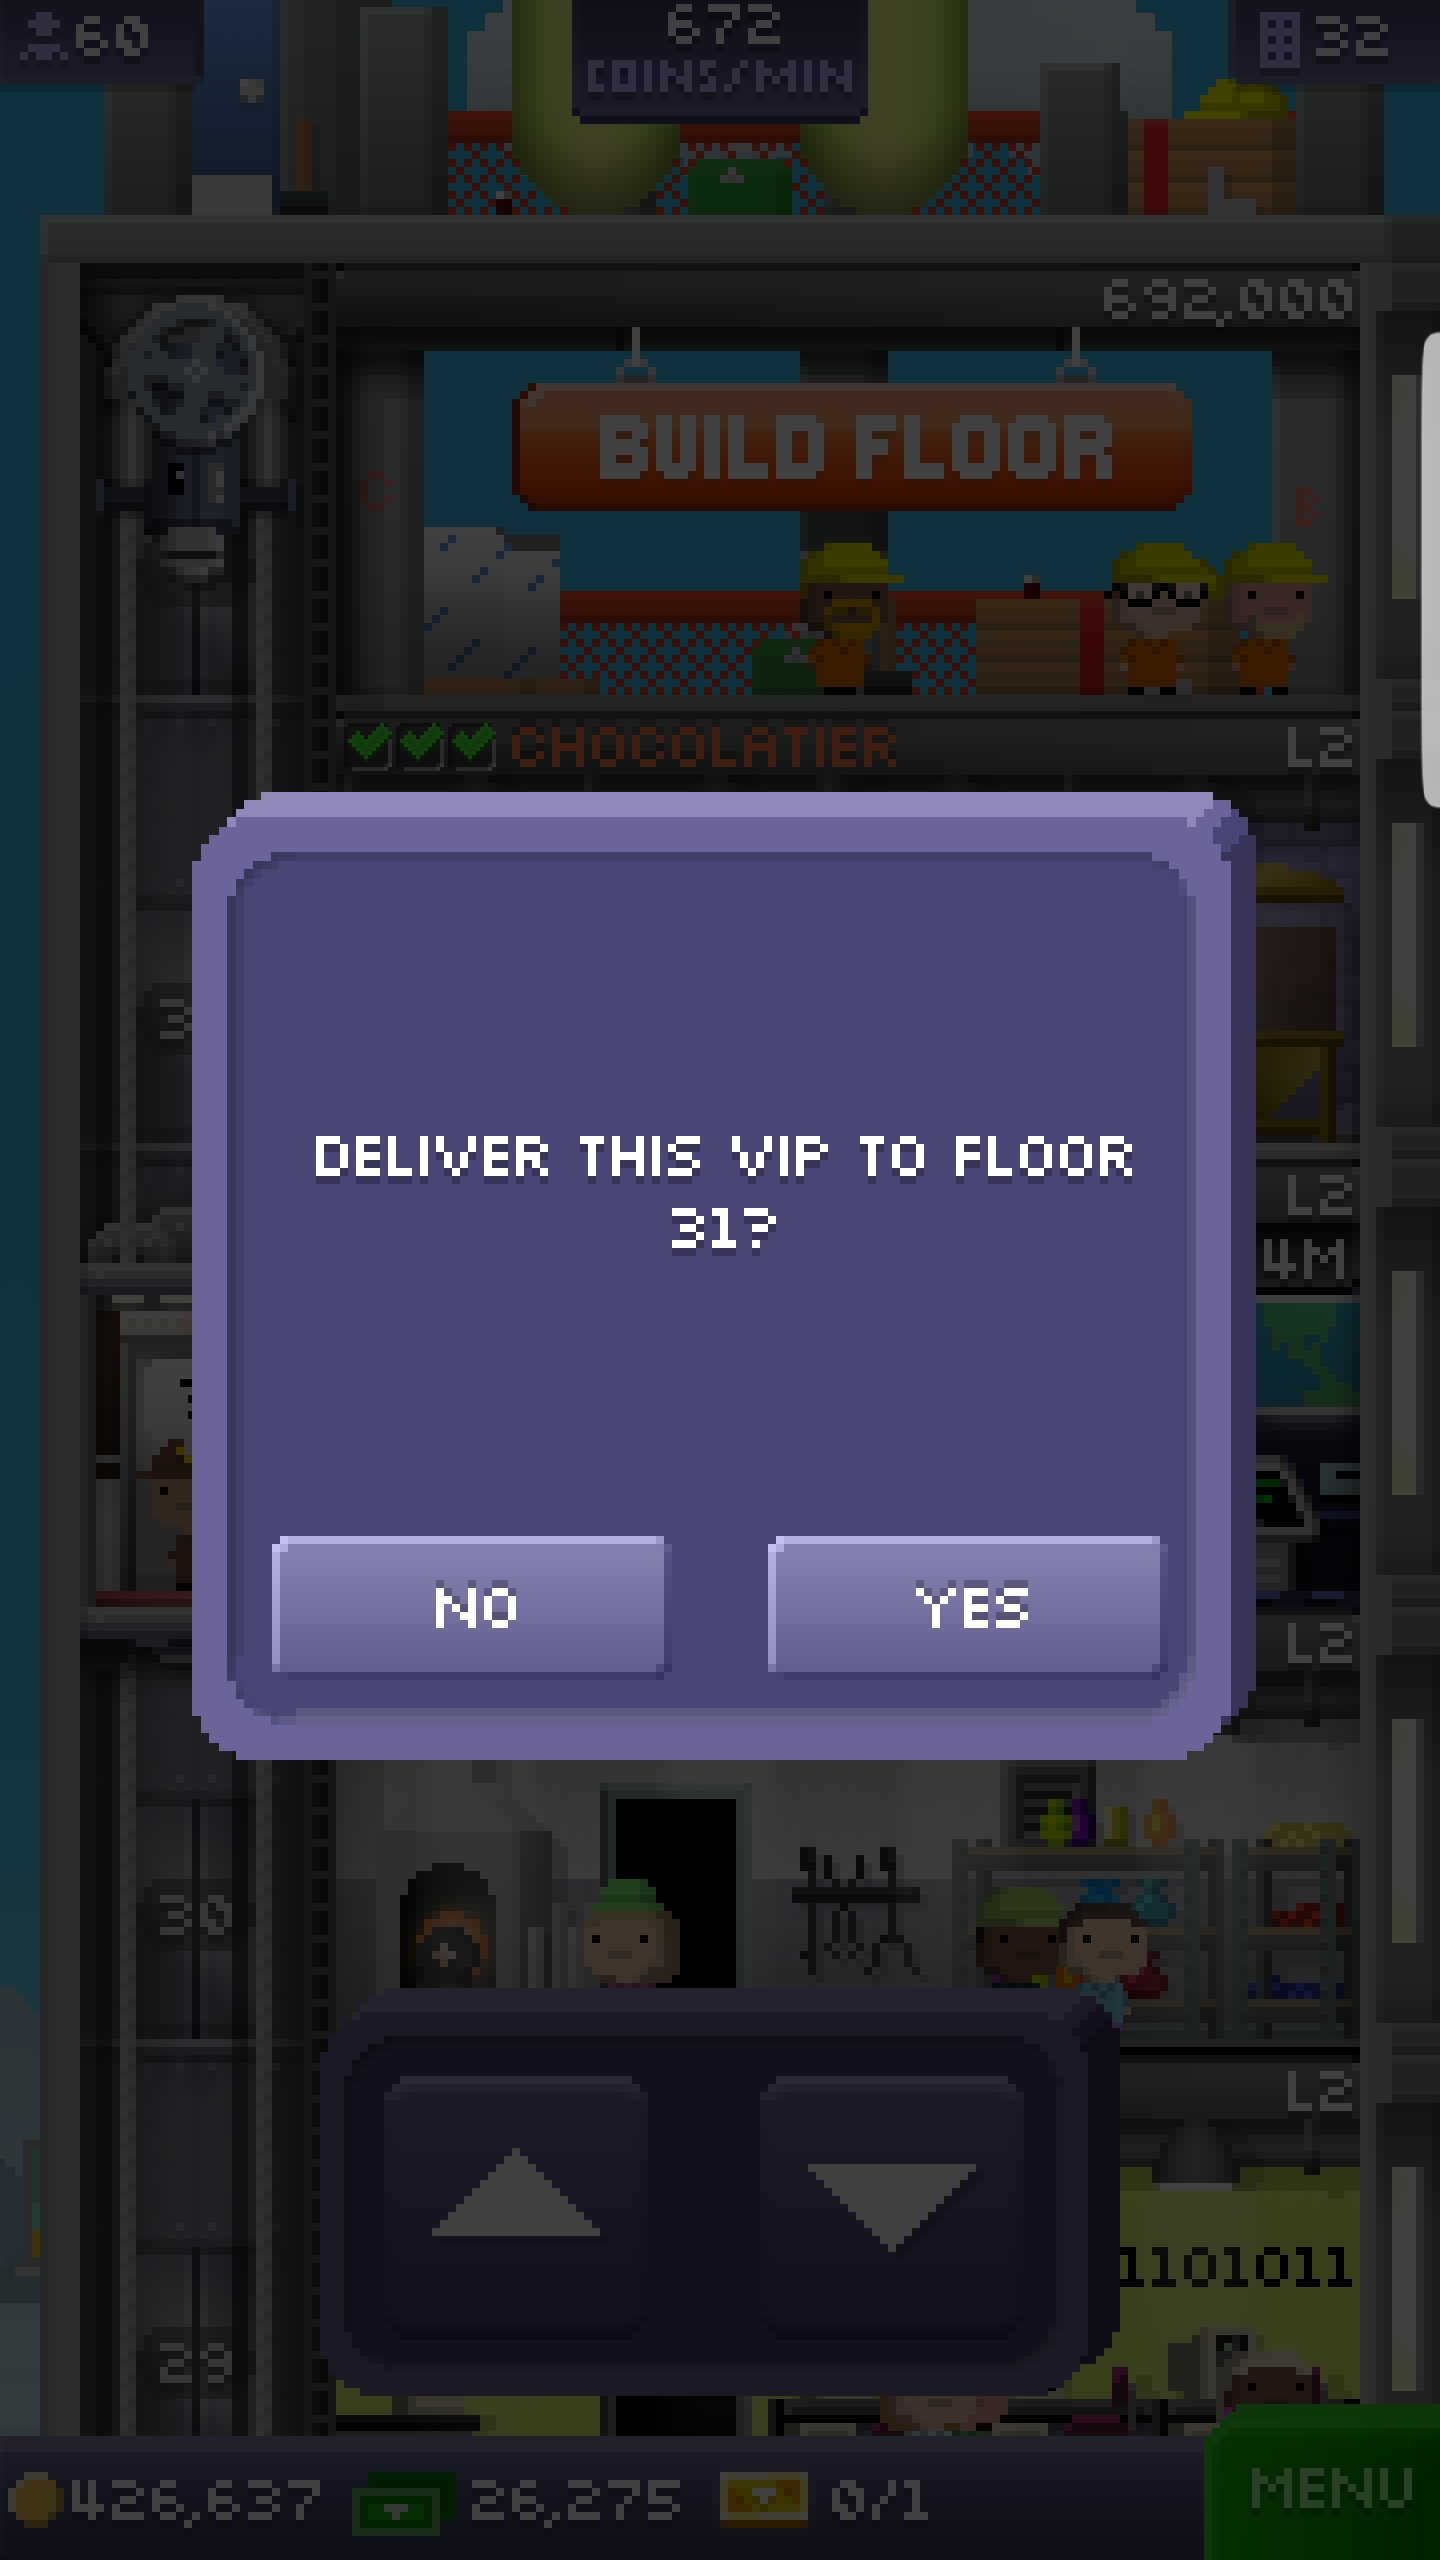 60
672
COINS/MIN
32
692,000
BUILD FLOOR
C
B
CHOCOLATIER
L2
DELIVER THIS VIP TO FLOOR
31?
L2
4M
NO
YES
L2
30
L2
1101011
29
426,637
26,275
0/1
MENU